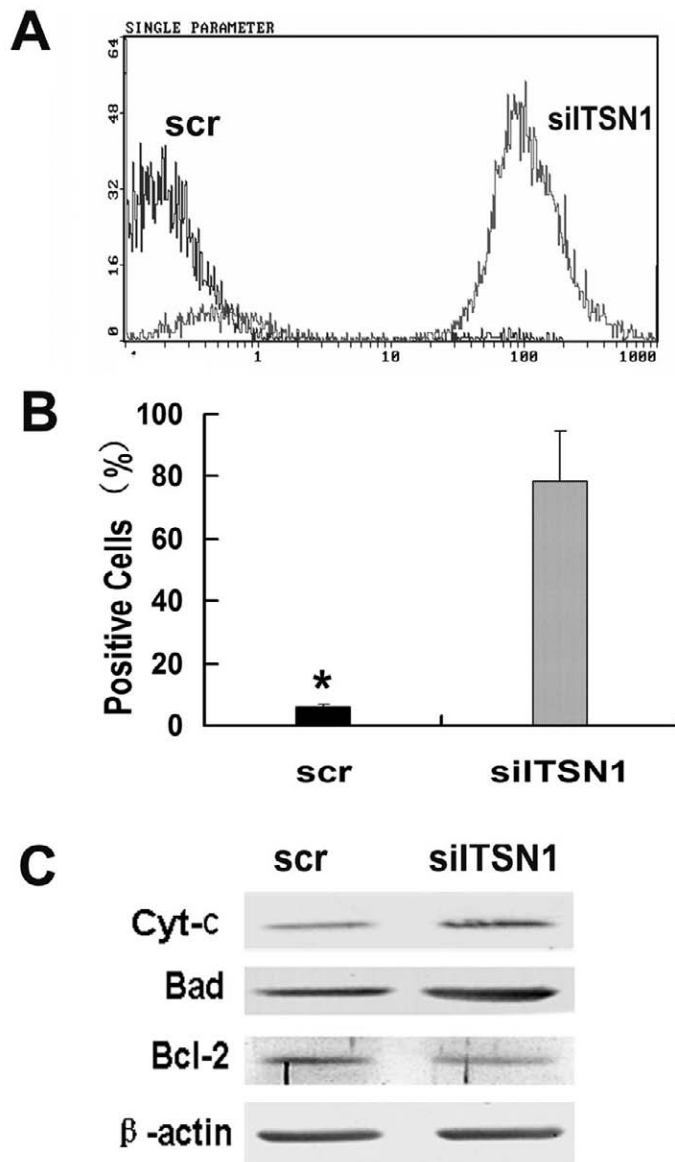 A
SINGLE PARAMETER
64
48
32
16
0
scr
siITSN1
.1
1
10
100
1000
B
Positive Cells (%)
100
80
60
40
20
0
*
scr
siITSN1
C
scr
siITSN1
Cyt-c
Bad
Bcl-2
β-actin